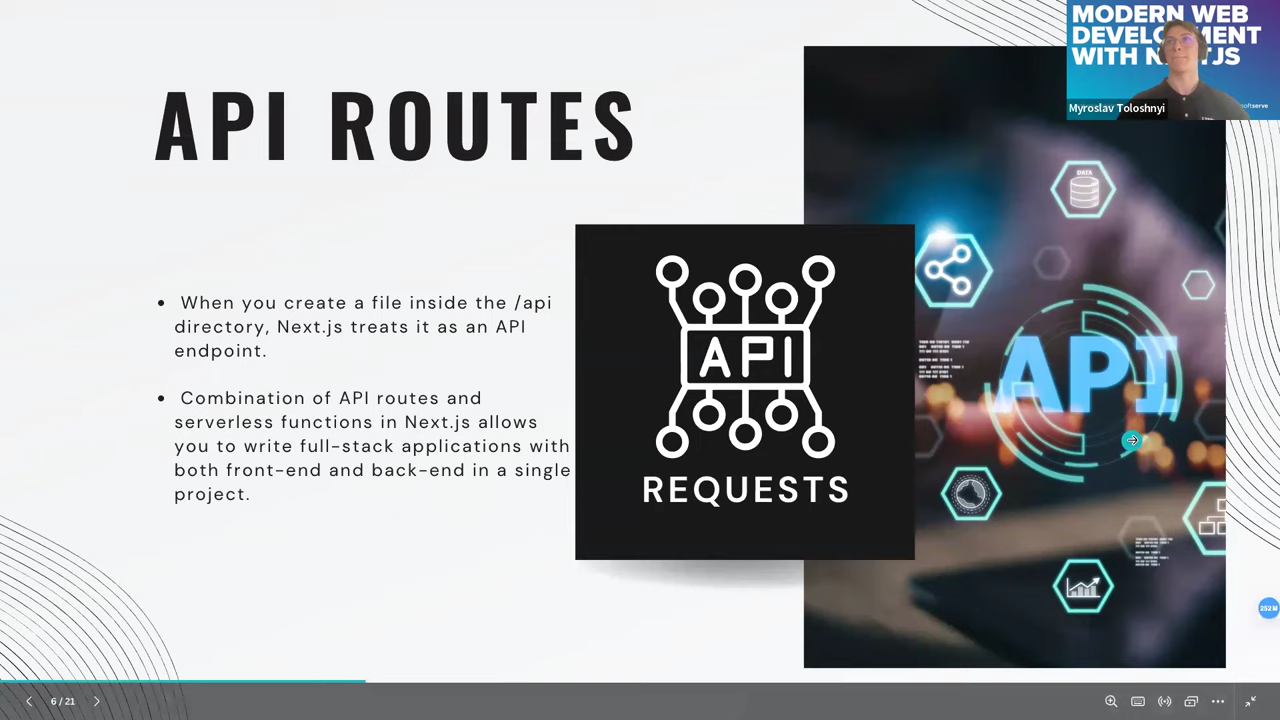 MODERN WEB
DEVELOPMENT
WITH NEXTJS
softserve
Myroslav Toloshnyi
API ROUTES
When you create a file inside the /api
directory, Next.js treats it as an API
endpoint.
Combination of API routes and
serverless functions in Next.js allows
you to write full-stack applications with
both front-end and back-end in a single
project.
API
REQUESTS
DATA
API
252 M
6 / 21